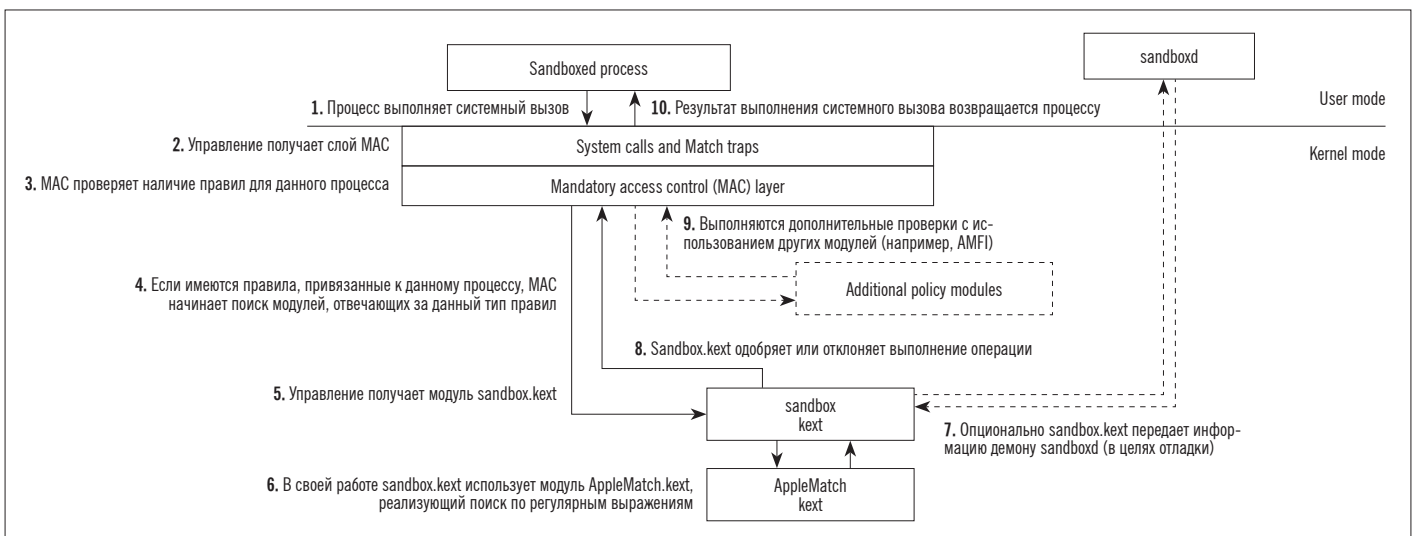 Sandboxed process
sandboxd
1. Процесс выполняет системный вызов
10. Результат выполнения системного вызова возвращается процессу
User mode
2. Управление получает слой MAC
System calls and Match traps
Kernel mode
3. MAC проверяет наличие правил для данного процесса
Mandatory access control (MAC) layer
9. Выполняются дополнительные проверки с ис-
пользованием других модулей (например, AMFI)
4. Если имеются правила, привязанные к данному процессу, MAC
начинает поиск модулей, отвечающих за данный тип правил
Additional policy modules
8. Sandbox.kext одобряет или отклоняет выполнение операции
5. Управление получает модуль sandbox.kext
sandbox
kext
7. Опционально sandbox.kext передает инфор-
мацию демону sandboxd (в целях отладки)
6. В своей работе sandbox.kext использует модуль AppleMatch.kext,
реализующий поиск по регулярным выражениям
AppleMatch
kext